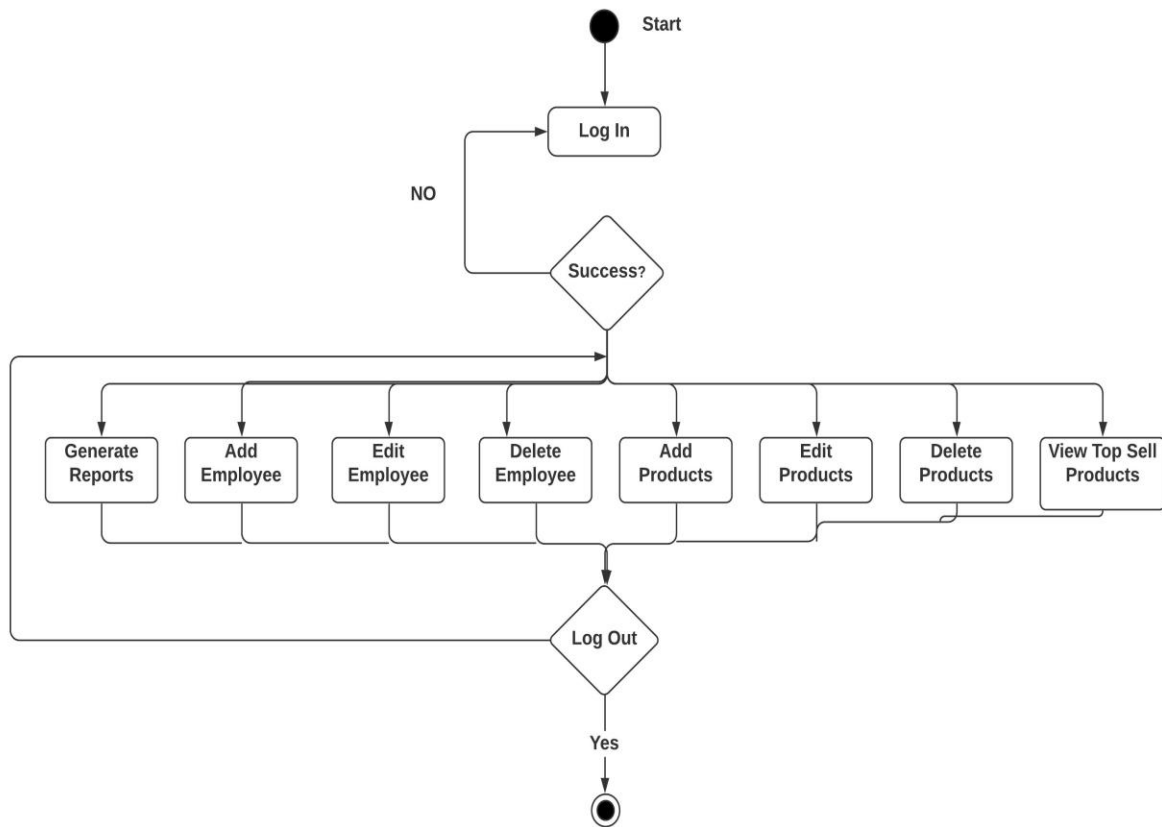 Start
Log In
NO
Success?
Generate
Reports
Add
Employee
Edit
Employee
Delete
Employee
Add
Products
Edit
Products
Delete
Products
View Top Sell
Products
Log Out
Yes